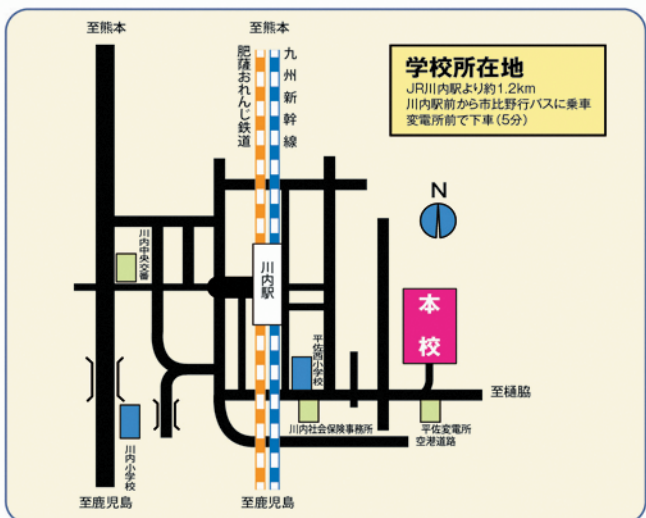 至熊本
至熊本
肥薩おれんじ鉄道
九州新幹線
学校所在地
JR川内駅より約1.2km
川内駅前から市比野行バスに乗車
変電所前で下車（5分）
N
川内中央交番
川内駅
本校
平佐西小学校
至樋脇
川内社会保険事務所
平佐変電所
空港道路
川内小学校
至鹿児島
至鹿児島